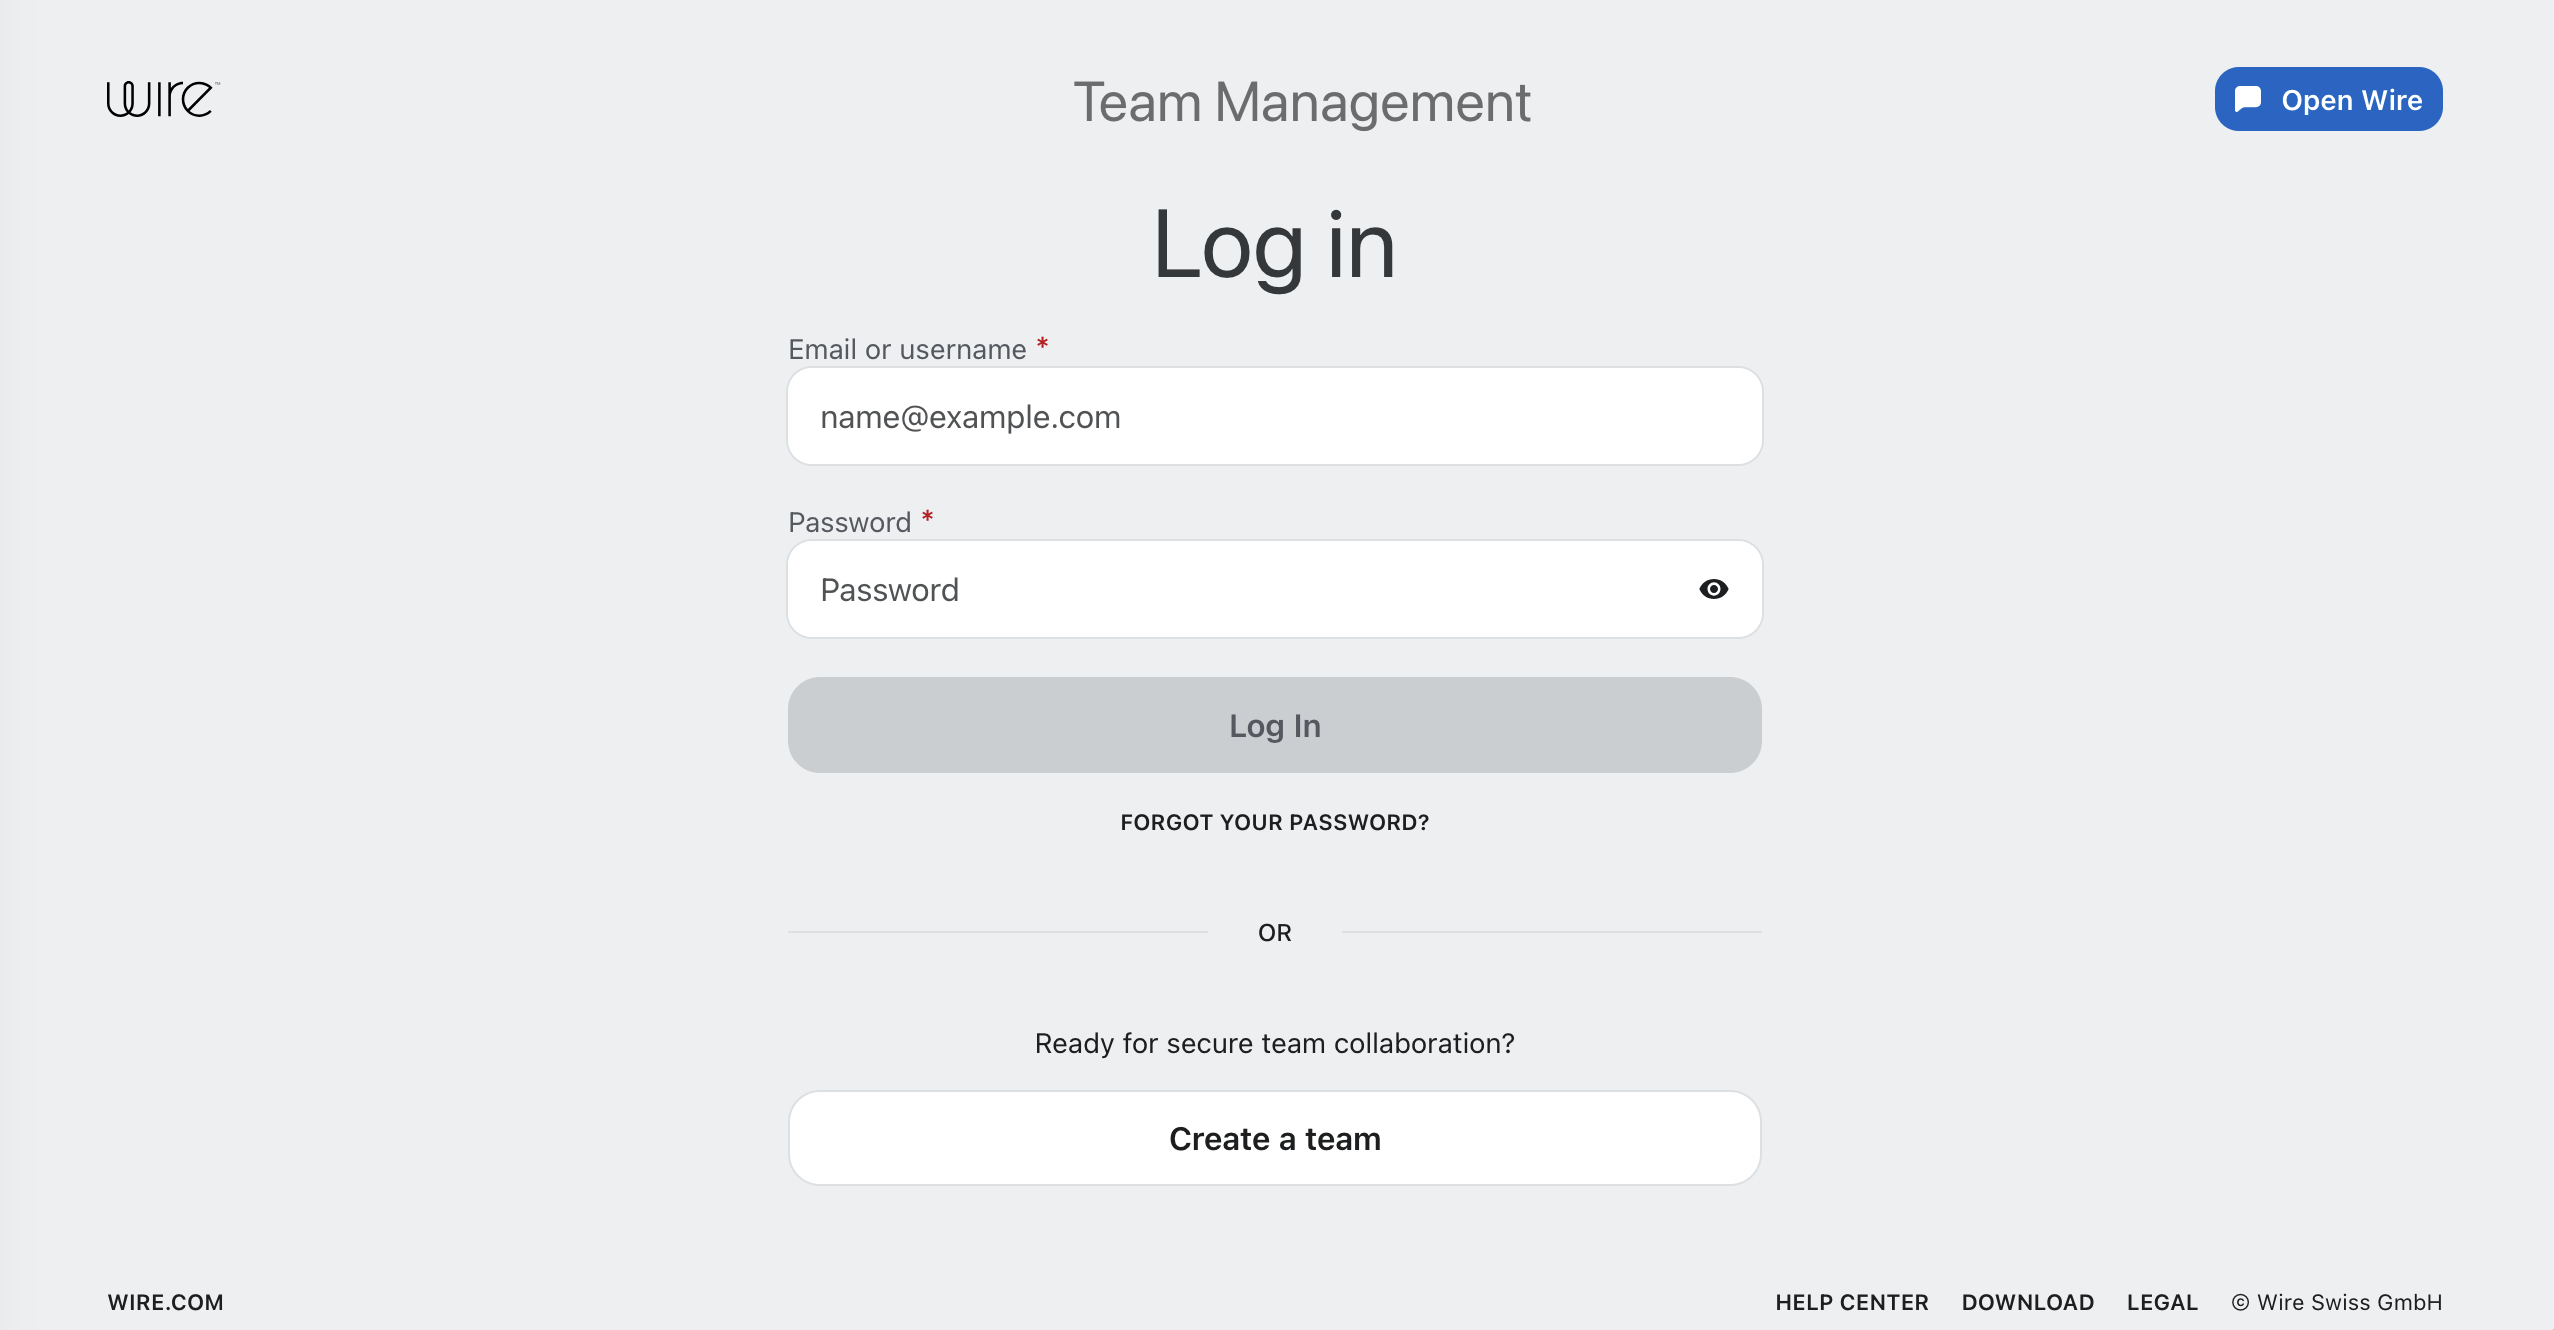 wire™
Team Management
Open Wire
Log in
Email or username *
name@example.com
Password *
Password
Log In
FORGOT YOUR PASSWORD?
OR
Ready for secure team collaboration?
Create a team
WIRE.COM
HELP CENTER DOWNLOAD LEGAL © Wire Swiss GmbH